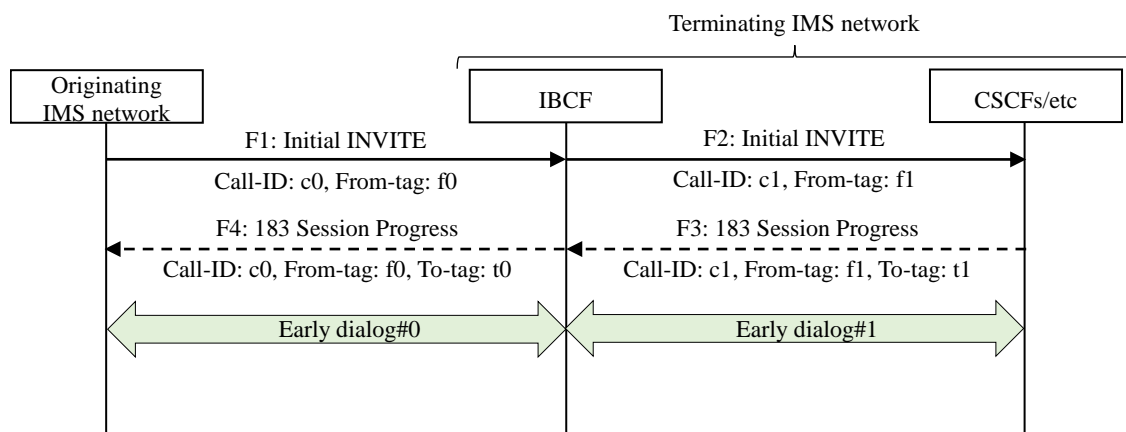 Terminating IMS network
Originating
IMS network
IBCF
CSCFs/etc
F1: Initial INVITE
F2: Initial INVITE
Call-ID: c0, From-tag: f0
Call-ID: c1, From-tag: f1
F4: 183 Session Progress
F3: 183 Session Progress
Call-ID: c0, From-tag: f0, To-tag: t0
Call-ID: c1, From-tag: f1, To-tag: t1
Early dialog#0
Early dialog#1